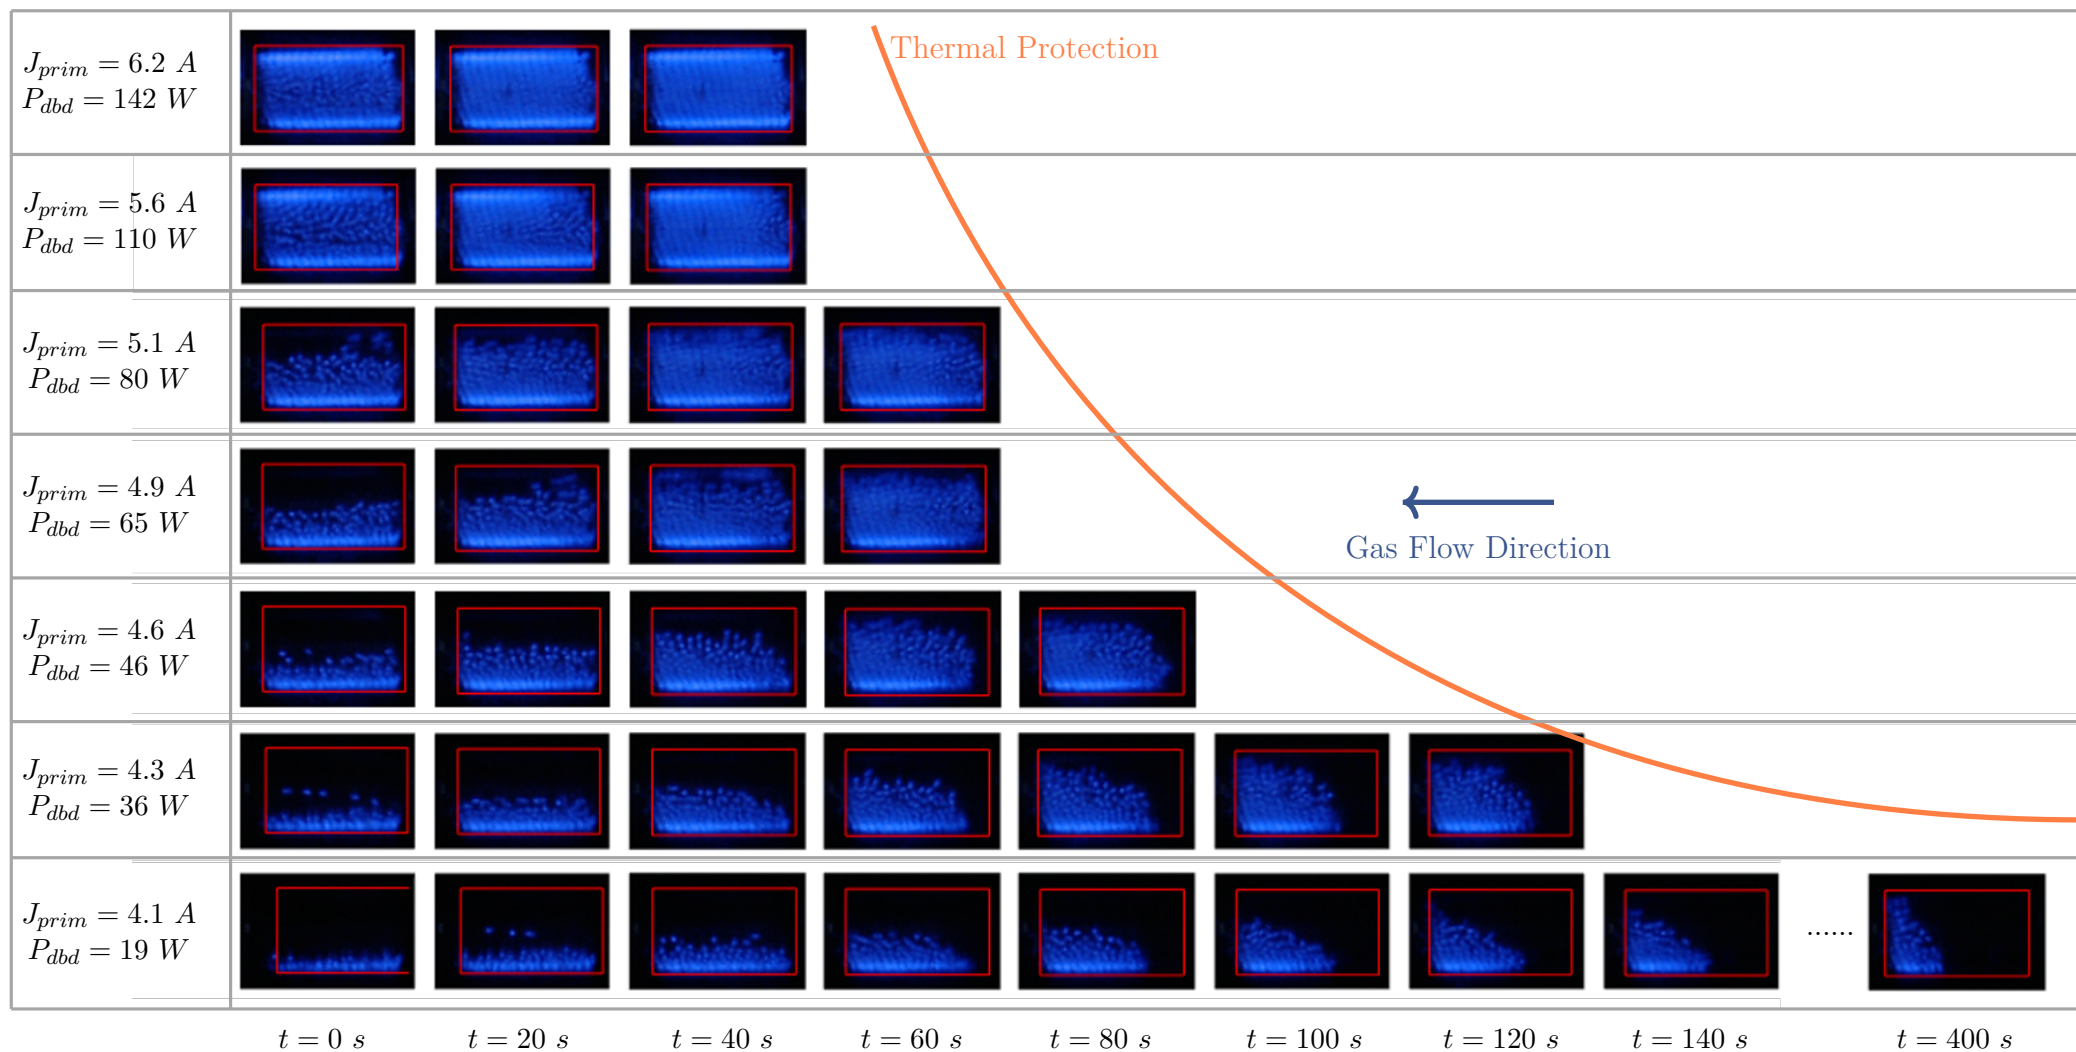 J_prim = 6.2 A
P_dbd = 142 W
Thermal Protection
J_prim = 5.6 A
P_dbd = 110 W
J_prim = 5.1 A
P_dbd = 80 W
J_prim = 4.9 A
P_dbd = 65 W
Gas Flow Direction
J_prim = 4.6 A
P_dbd = 46 W
J_prim = 4.3 A
P_dbd = 36 W
J_prim = 4.1 A
P_dbd = 19 W
......
t = 0 s t = 20 s t = 40 s t = 60 s t = 80 s t = 100 s t = 120 s t = 140 s t = 400 s